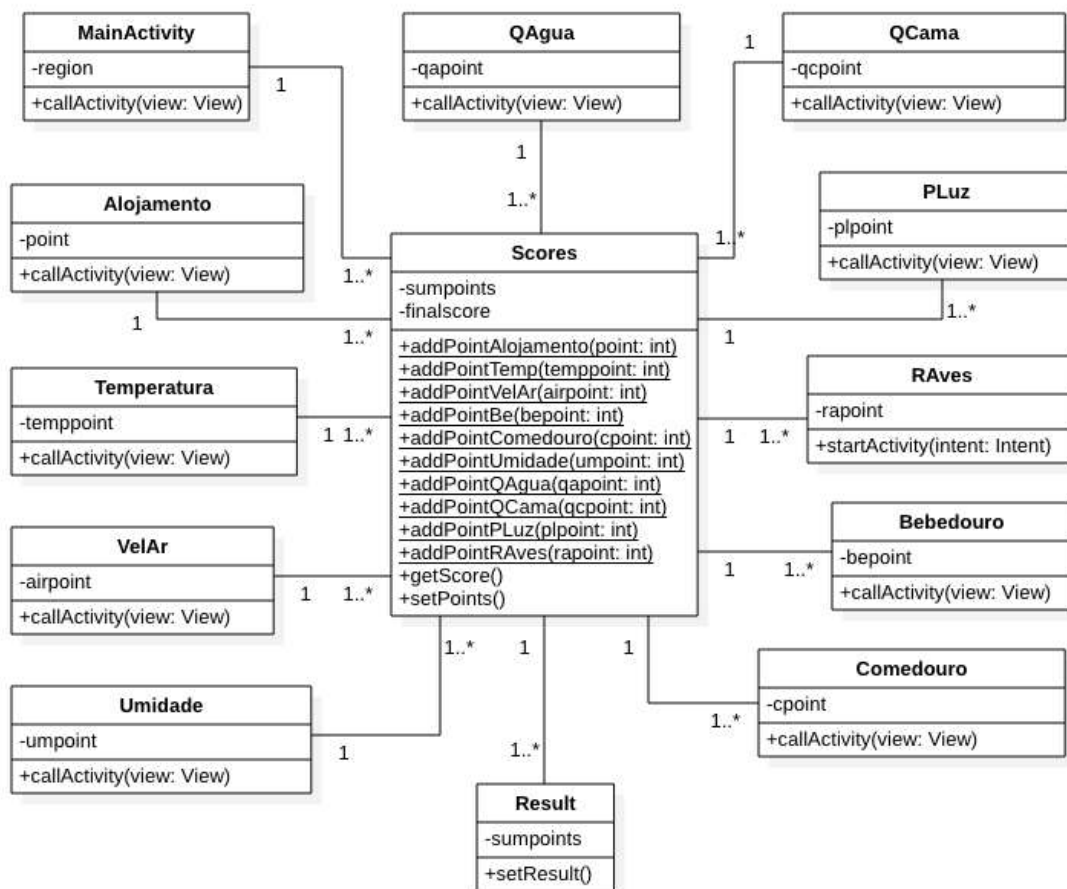 MainActivity
-region
+callActivity(view: View)
1
1..*
QAgua
-qapoint
+callActivity(view: View)
1
1..*
QCama
-qcpoint
+callActivity(view: View)
1
1..*
Alojamento
-point
+callActivity(view: View)
1
1..*
PLuz
-plpoint
+callActivity(view: View)
1..*
1
Scores
-sumpoints
-finalscore
+addPointAlojamento(point: int)
+addPointTemp(temppoint: int)
+addPointVelAr(airpoint: int)
+addPointBe(bepoint: int)
+addPointComedouro(cpoint: int)
+addPointUmidade(umpoint: int)
+addPointQAgua(qapoint: int)
+addPointQCama(qcpoint: int)
+addPointPLuz(plpoint: int)
+addPointRAves(rapoint: int)
+getScore()
+setPoints()
Temperatura
-temppoint
+callActivity(view: View)
1 1..*
RAves
-rapoint
+startActivity(intent: Intent)
1 1..*
VelAr
-airpoint
+callActivity(view: View)
1 1..*
Bebedouro
-bepoint
+callActivity(view: View)
1 1..*
Umidade
-umpoint
+callActivity(view: View)
1
1..*
Comedouro
-cpoint
+callActivity(view: View)
1
1..*
1
1..*
Result
-sumpoints
+setResult()